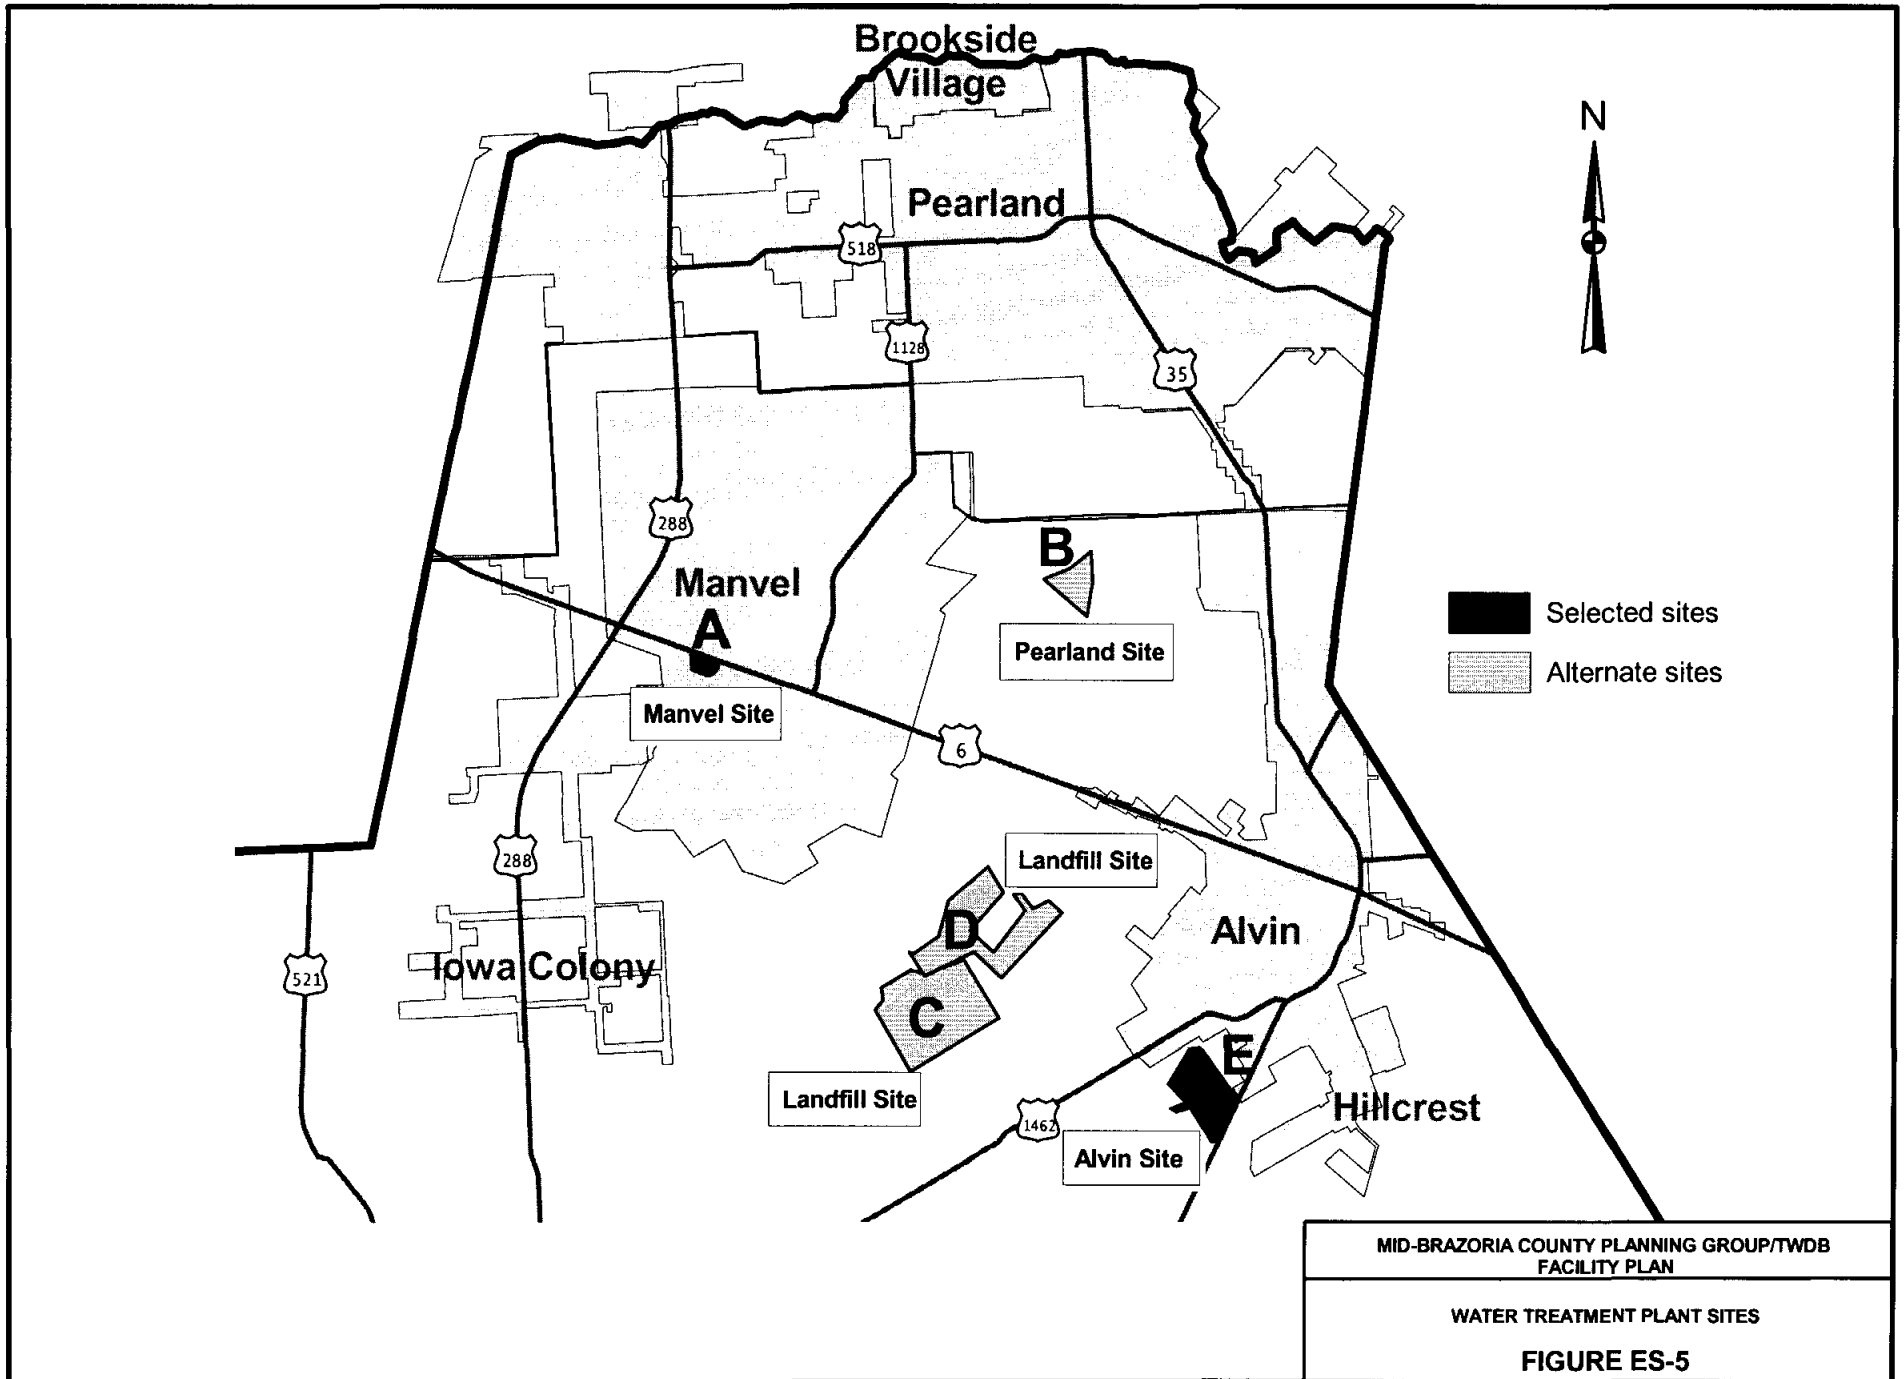 Brookside
Village
N
Pearland
518
1128
35
288
B
Manvel
A
Selected sites
Pearland Site
Alternate sites
Manvel Site
6
288
Landfill Site
D
Alvin
Iowa Colony
521
C
E
Landfill Site
Hillcrest
1462
Alvin Site
MID-BRAZORIA COUNTY PLANNING GROUP/TWDB
FACILITY PLAN
WATER TREATMENT PLANT SITES
FIGURE ES-5